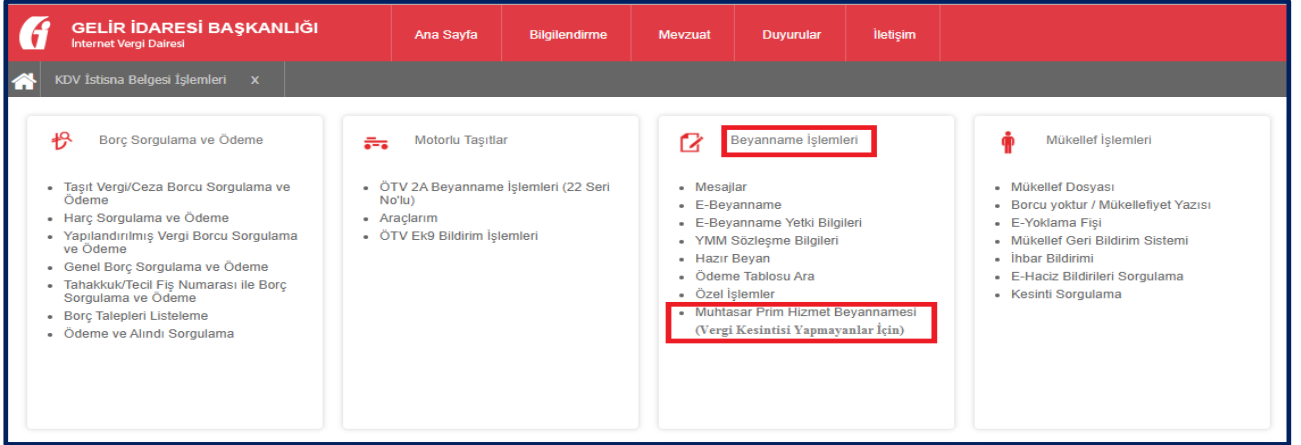 GELİR İDARESİ BAŞKANLIĞI
İnternet Vergi Dairesi
Ana Sayfa
Bilgilendirme
Mevzuat
Duyurular
İletişim
KDV İstisna Belgesi İşlemleri X
Borç Sorgulama ve Ödeme
• Taşıt Vergi/Ceza Borcu Sorgulama ve
Ödeme
• Harç Sorgulama ve Ödeme
• Yapılandırılmış Vergi Borcu Sorgulama
ve Ödeme
• Genel Borç Sorgulama ve Ödeme
• Tahakkuk/Tecil Fiş Numarası ile Borç
Sorgulama ve Ödeme
• Borç Talepleri Listeleme
• Ödeme ve Alındı Sorgulama
Motorlu Taşıtlar
• ÖTV 2A Beyanname İşlemleri (22 Seri
No'lu)
• Araçlarım
• ÖTV Ek9 Bildirim İşlemleri
Beyanname İşlemleri
• Mesajlar
• E-Beyanname
• E-Beyanname Yetki Bilgileri
• YMM Sözleşme Bilgileri
• Hazır Beyan
• Ödeme Tablosu Ara
• Özel İşlemler
• Muhtasar Prim Hizmet Beyannamesi
(Vergi Kesintisi Yapmayanlar İçin)
Mükellef İşlemleri
• Mükellef Dosyası
• Borcu yoktur / Mükellefiyet Yazısı
• E-Yoklama Fişi
• Mükellef Geri Bildirim Sistemi
• İhbar Bildirimi
• E-Haciz Bildirileri Sorgulama
• Kesinti Sorgulama